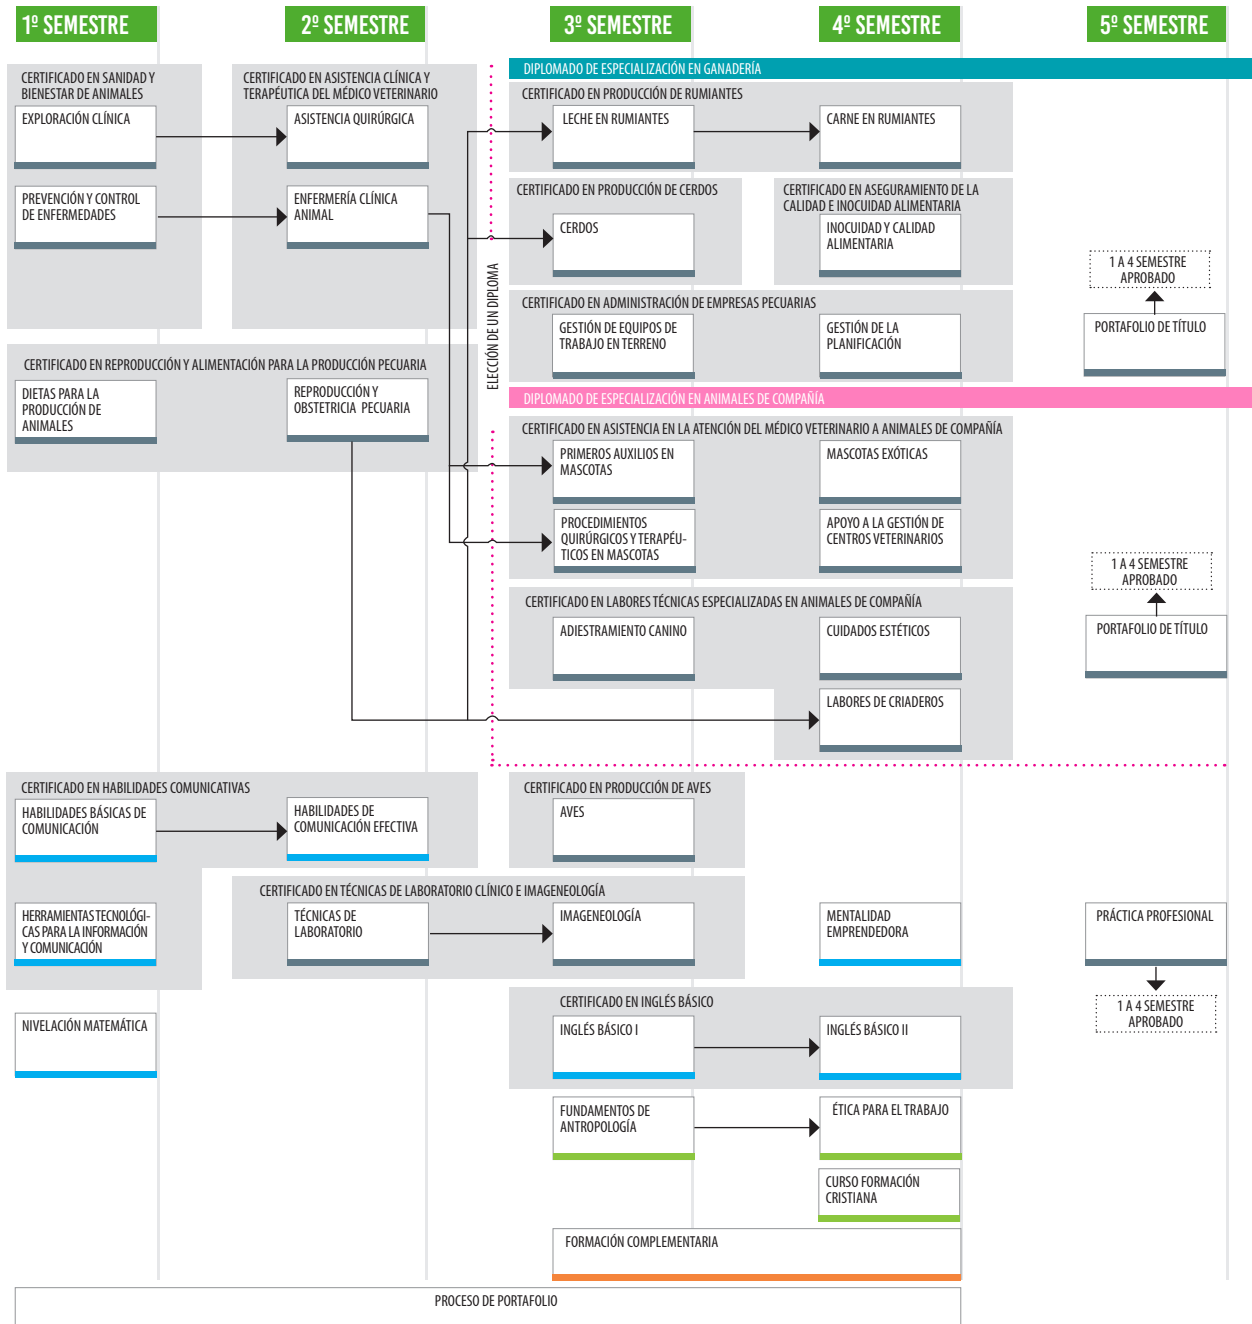 1º SEMESTRE
2º SEMESTRE
3º SEMESTRE
4º SEMESTRE
5º SEMESTRE
CERTIFICADO EN SANIDAD Y
BIENESTAR DE ANIMALES
EXPLORACIÓN CLÍNICA
PREVENCIÓN Y CONTROL
DE ENFERMEDADES
CERTIFICADO EN ASISTENCIA CLÍNICA Y
TERAPÉUTICA DEL MÉDICO VETERINARIO
ASISTENCIA QUIRÚRGICA
ENFERMERÍA CLÍNICA
ANIMAL
ELECCIÓN DE UN DIPLOMA
DIPLOMADO DE ESPECIALIZACIÓN EN GANADERÍA
CERTIFICADO EN PRODUCCIÓN DE RUMIANTES
LECHE EN RUMIANTES
CARNE EN RUMIANTES
CERTIFICADO EN PRODUCCIÓN DE CERDOS
CERDOS
CERTIFICADO EN ASEGURAMIENTO DE LA
CALIDAD E INOCUIDAD ALIMENTARIA
INOCUIDAD Y CALIDAD
ALIMENTARIA
CERTIFICADO EN ADMINISTRACIÓN DE EMPRESAS PECUARIAS
GESTIÓN DE EQUIPOS DE
TRABAJO EN TERRENO
GESTIÓN DE LA
PLANIFICACIÓN
1 A 4 SEMESTRE
APROBADO
PORTAFOLIO DE TÍTULO
CERTIFICADO EN REPRODUCCIÓN Y ALIMENTACIÓN PARA LA PRODUCCIÓN PECUARIA
DIETAS PARA LA
PRODUCCIÓN DE
ANIMALES
REPRODUCCIÓN Y
OBSTETRICIA PECUARIA
DIPLOMADO DE ESPECIALIZACIÓN EN ANIMALES DE COMPAÑÍA
CERTIFICADO EN ASISTENCIA EN LA ATENCIÓN DEL MÉDICO VETERINARIO A ANIMALES DE COMPAÑÍA
PRIMEROS AUXILIOS EN
MASCOTAS
MASCOTAS EXÓTICAS
PROCEDIMIENTOS
QUIRÚRGICOS Y TERAPÉU-
TICOS EN MASCOTAS
APOYO A LA GESTIÓN DE
CENTROS VETERINARIOS
CERTIFICADO EN LABORES TÉCNICAS ESPECIALIZADAS EN ANIMALES DE COMPAÑÍA
ADIESTRAMIENTO CANINO
CUIDADOS ESTÉTICOS
LABORES DE CRIADEROS
1 A 4 SEMESTRE
APROBADO
PORTAFOLIO DE TÍTULO
CERTIFICADO EN HABILIDADES COMUNICATIVAS
HABILIDADES BÁSICAS DE
COMUNICACIÓN
HABILIDADES DE
COMUNICACIÓN EFECTIVA
CERTIFICADO EN PRODUCCIÓN DE AVES
AVES
HERRAMIENTAS TECNOLÓGI-
CAS PARA LA INFORMACIÓN
Y COMUNICACIÓN
CERTIFICADO EN TÉCNICAS DE LABORATORIO CLÍNICO E IMAGENEOLOGÍA
TÉCNICAS DE
LABORATORIO
IMAGENEOLOGÍA
MENTALIDAD
EMPRENDEDORA
PRÁCTICA PROFESIONAL
1 A 4 SEMESTRE
APROBADO
NIVELACIÓN MATEMÁTICA
CERTIFICADO EN INGLÉS BÁSICO
INGLÉS BÁSICO I
INGLÉS BÁSICO II
FUNDAMENTOS DE
ANTROPOLOGÍA
ÉTICA PARA EL TRABAJO
CURSO FORMACIÓN
CRISTIANA
FORMACIÓN COMPLEMENTARIA
PROCESO DE PORTAFOLIO